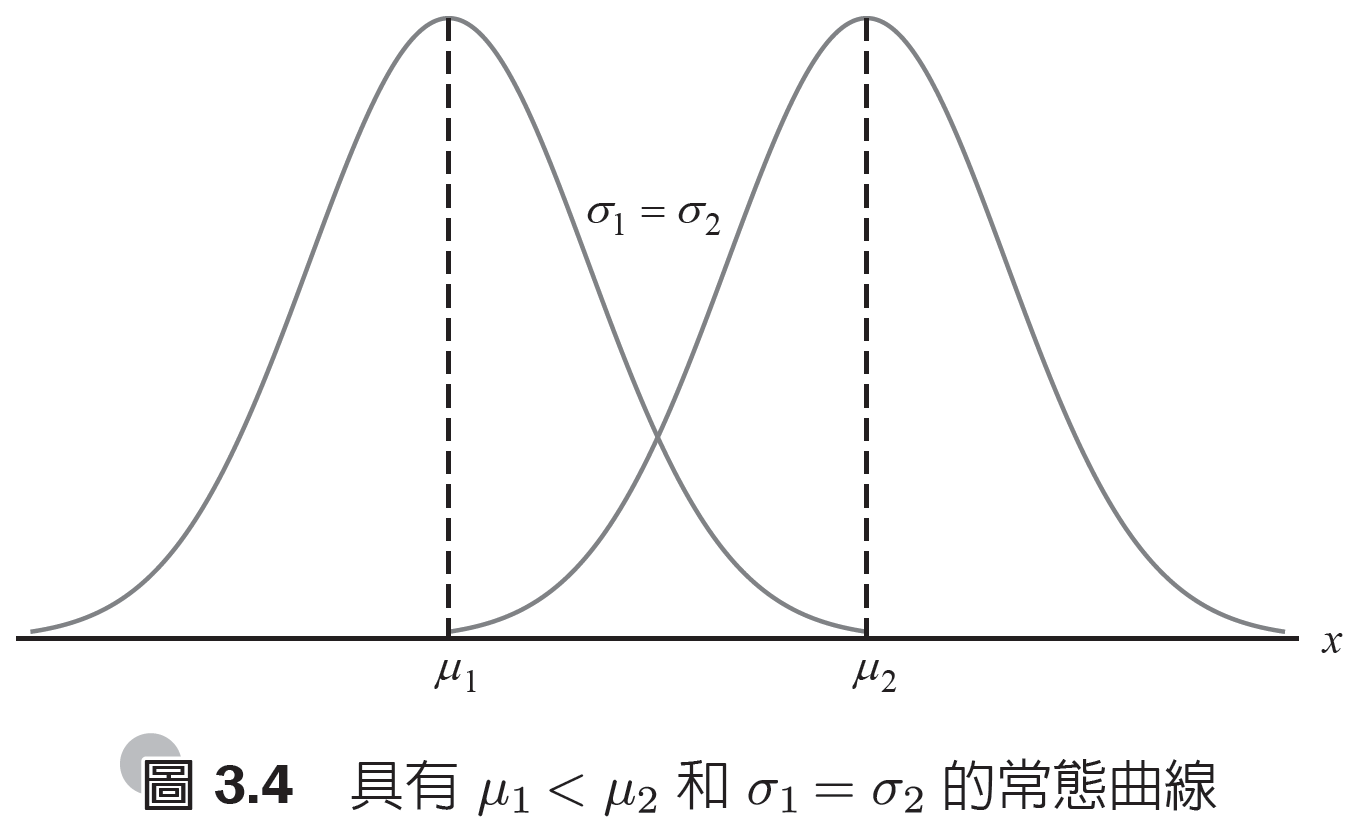 σ₁ = σ₂
x
μ₁
μ₂
圖 3.4 具有 μ₁ < μ₂ 和 σ₁ = σ₂ 的常態曲線